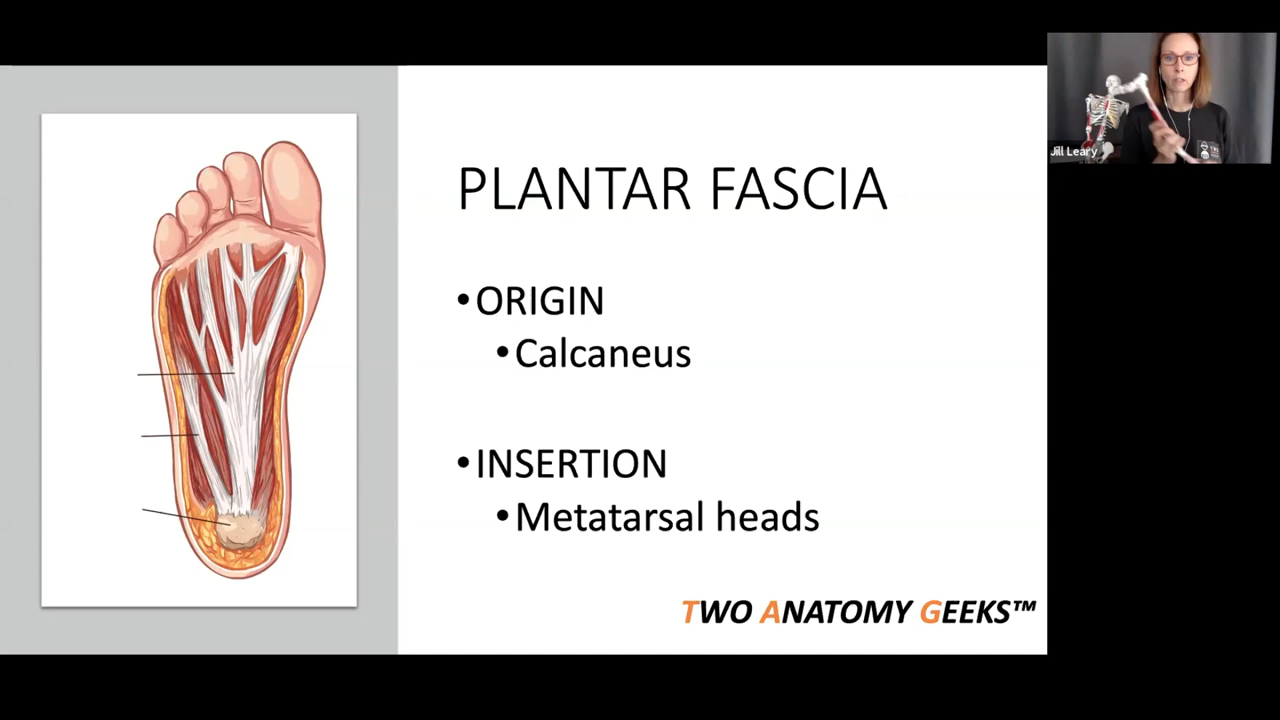 Jill Leary
PLANTAR FASCIA
•ORIGIN
•Calcaneus
•INSERTION
•Metatarsal heads
TWO ANATOMY GEEKS™